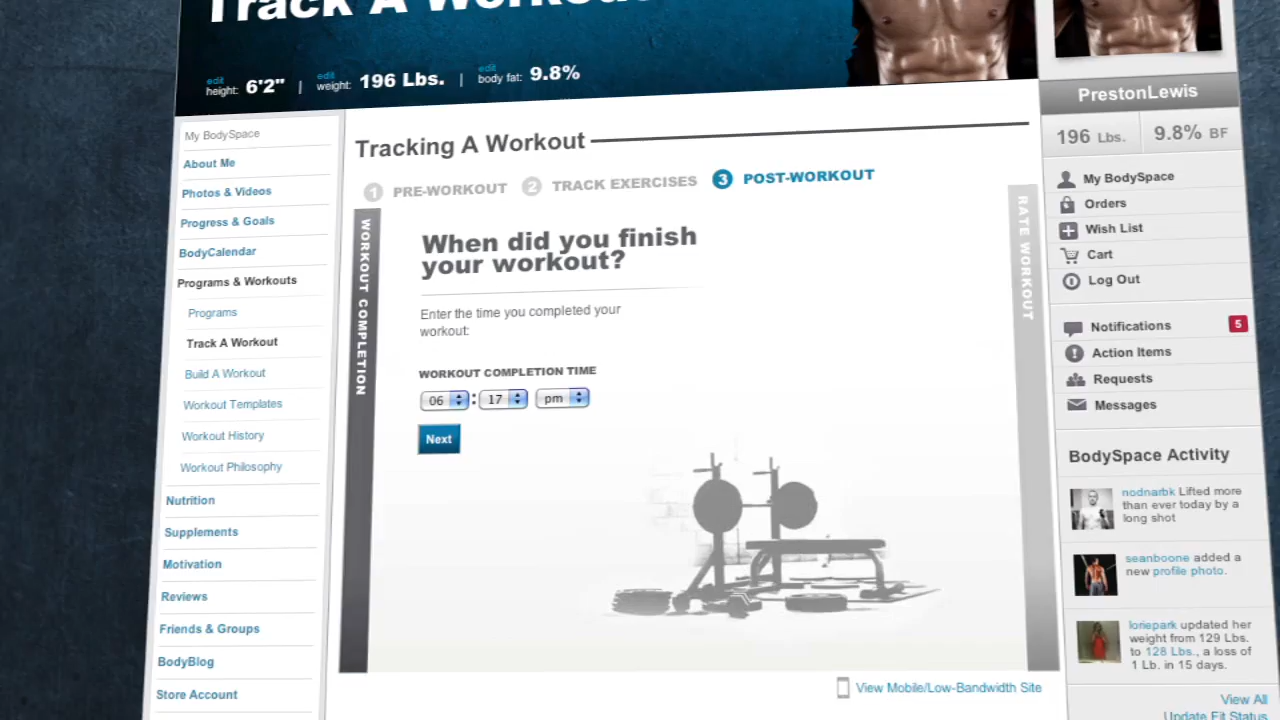 Track A Workout
edit
height: 6'2" | edit
weight: 196 Lbs. | edit
body fat: 9.8%
My BodySpace
About Me
Photos & Videos
Progress & Goals
BodyCalendar
Programs & Workouts
Programs
Track A Workout
Build A Workout
Workout Templates
Workout History
Workout Philosophy
Nutrition
Supplements
Motivation
Reviews
Friends & Groups
BodyBlog
Store Account
Tracking A Workout
1 PRE-WORKOUT 2 TRACK EXERCISES 3 POST-WORKOUT
WORKOUT COMPLETION
When did you finish
your workout?
Enter the time you completed your
workout:
WORKOUT COMPLETION TIME
06 : 17 pm
Next
RATE WORKOUT
View Mobile/Low-Bandwidth Site
PrestonLewis
196 Lbs. 9.8% BF
My BodySpace
Orders
Wish List
Cart
Log Out
Notifications 5
Action Items
Requests
Messages
BodySpace Activity
nodnarbk Lifted more
than ever today by a
long shot
seanboone added a
new profile photo.
loriepark updated her
weight from 129 Lbs.
to 128 Lbs., a loss of
1 Lb. in 15 days.
View All
Update Fit Status